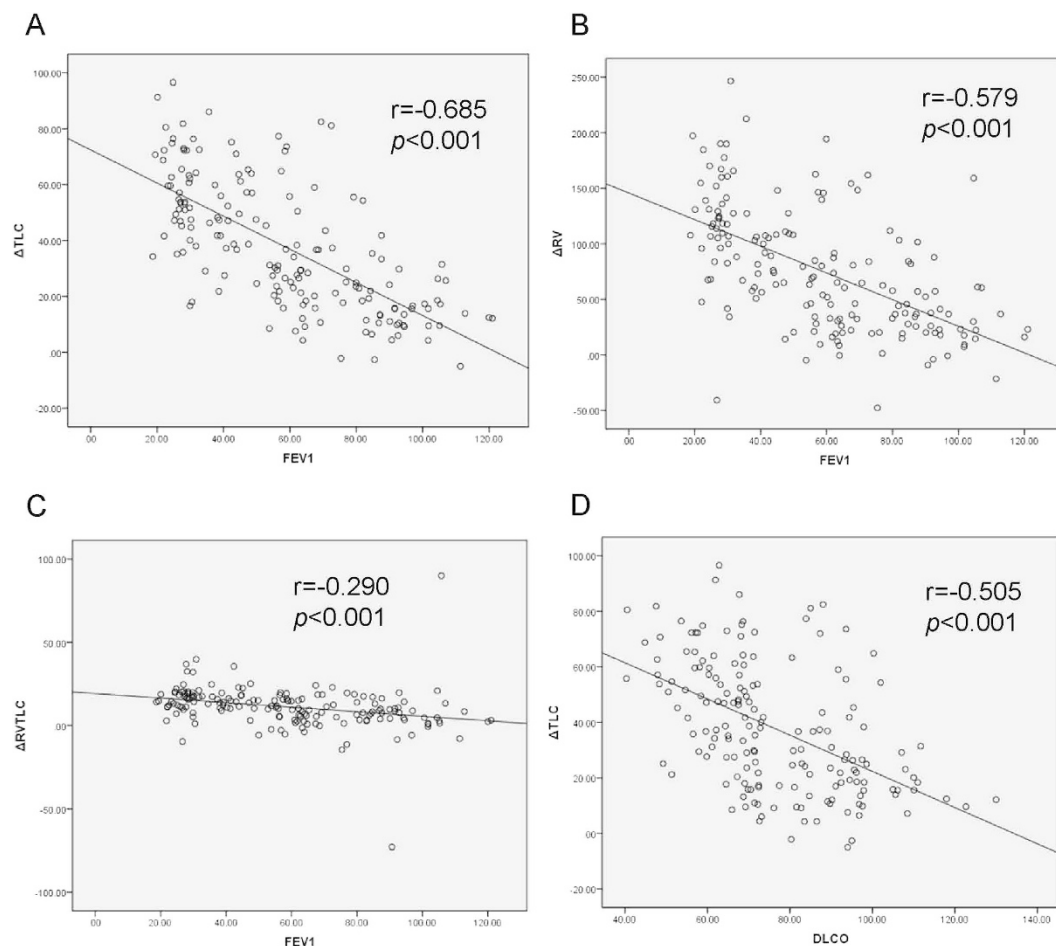 A
100.00
80.00
60.00
40.00
20.00
.00
-20.00
ΔTLC
r=-0.685
p<0.001
00
20.00
40.00
60.00
80.00
100.00
120.00
FEV1
B
250.00
200.00
150.00
100.00
50.00
.00
-50.00
ΔRV
r=-0.579
p<0.001
00
20.00
40.00
60.00
80.00
100.00
120.00
FEV1
C
100.00
50.00
.00
-50.00
-100.00
ΔRVTLC
r=-0.290
p<0.001
00
20.00
40.00
60.00
80.00
100.00
120.00
FEV1
D
100.00
80.00
60.00
40.00
20.00
.00
-20.00
ΔTLC
r=-0.505
p<0.001
40.00
60.00
80.00
100.00
120.00
140.00
DLCO